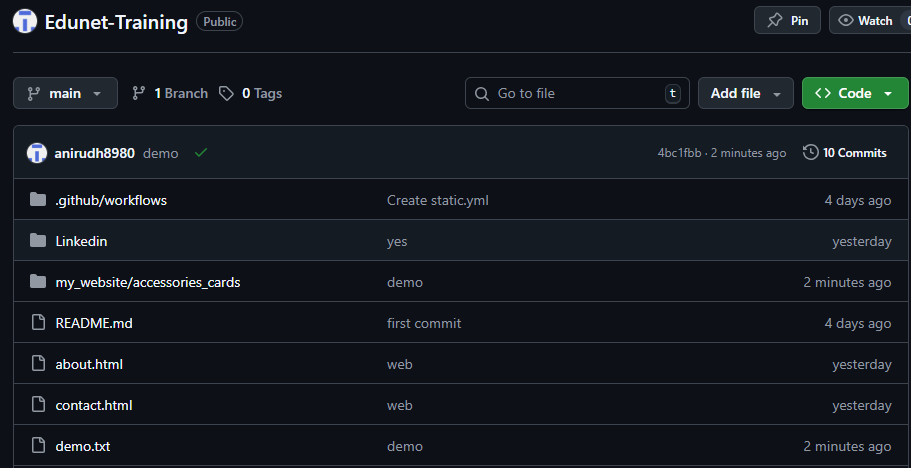 Edunet-Training Public Pin Watch
main 1 Branch 0 Tags Go to file t Add file Code
anirudh8980 demo 4bc1fbb · 2 minutes ago 10 Commits
.github/workflows Create static.yml 4 days ago
Linkedin yes yesterday
my_website/accessories_cards demo 2 minutes ago
README.md first commit 4 days ago
about.html web yesterday
contact.html web yesterday
demo.txt demo 2 minutes ago